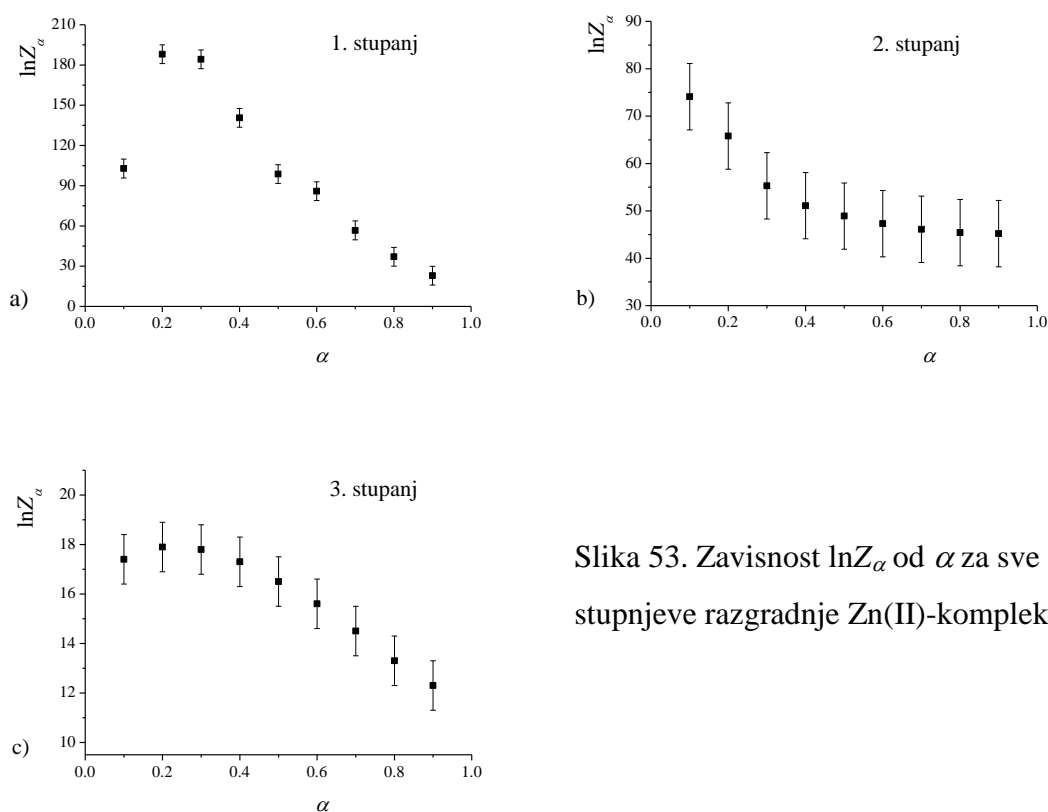 lnZα
210
180
150
120
90
60
30
0
1. stupanj
0.0 0.2 0.4 0.6 0.8 1.0
α
a)
lnZα
90
80
70
60
50
40
30
2. stupanj
0.0 0.2 0.4 0.6 0.8 1.0
α
b)
lnZα
20
18
16
14
12
10
3. stupanj
0.0 0.2 0.4 0.6 0.8 1.0
α
c)
Slika 53. Zavisnost lnZα od α za sve
stupnjeve razgradnje Zn(II)-komplek